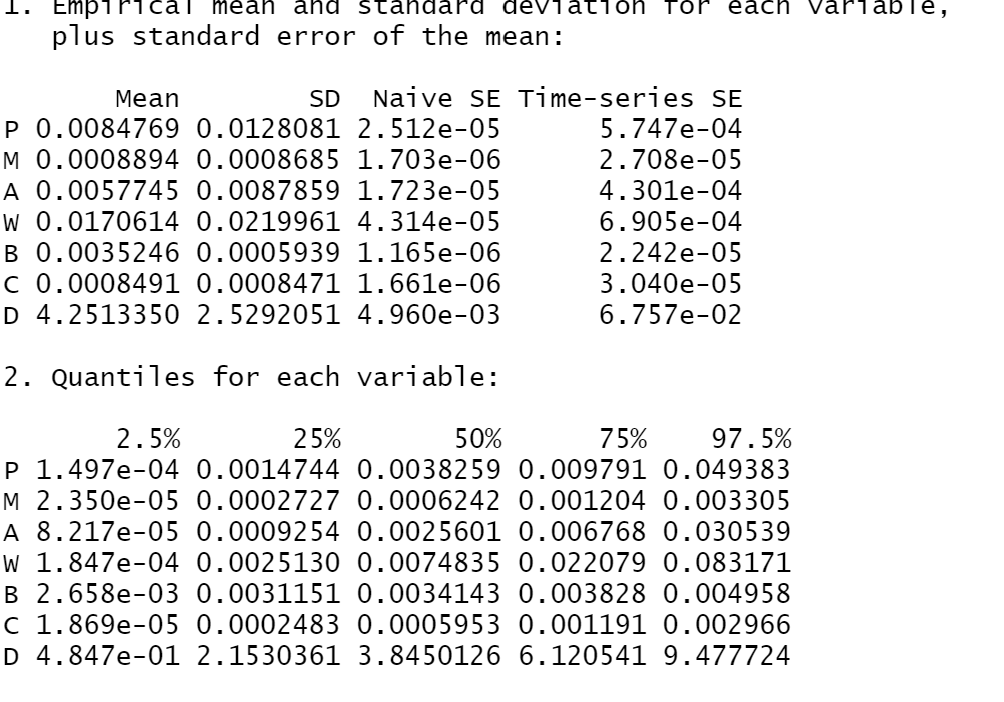 1. Empirical mean and standard deviation for each variable,
plus standard error of the mean:
Mean SD Naive SE Time-series SE
P 0.0084769 0.0128081 2.512e-05 5.747e-04
M 0.0008894 0.0008685 1.703e-06 2.708e-05
A 0.0057745 0.0087859 1.723e-05 4.301e-04
W 0.0170614 0.0219961 4.314e-05 6.905e-04
B 0.0035246 0.0005939 1.165e-06 2.242e-05
C 0.0008491 0.0008471 1.661e-06 3.040e-05
D 4.2513350 2.5292051 4.960e-03 6.757e-02
2. Quantiles for each variable:
2.5% 25% 50% 75% 97.5%
P 1.497e-04 0.0014744 0.0038259 0.009791 0.049383
M 2.350e-05 0.0002727 0.0006242 0.001204 0.003305
A 8.217e-05 0.0009254 0.0025601 0.006768 0.030539
W 1.847e-04 0.0025130 0.0074835 0.022079 0.083171
B 2.658e-03 0.0031151 0.0034143 0.003828 0.004958
C 1.869e-05 0.0002483 0.0005953 0.001191 0.002966
D 4.847e-01 2.1530361 3.8450126 6.120541 9.477724